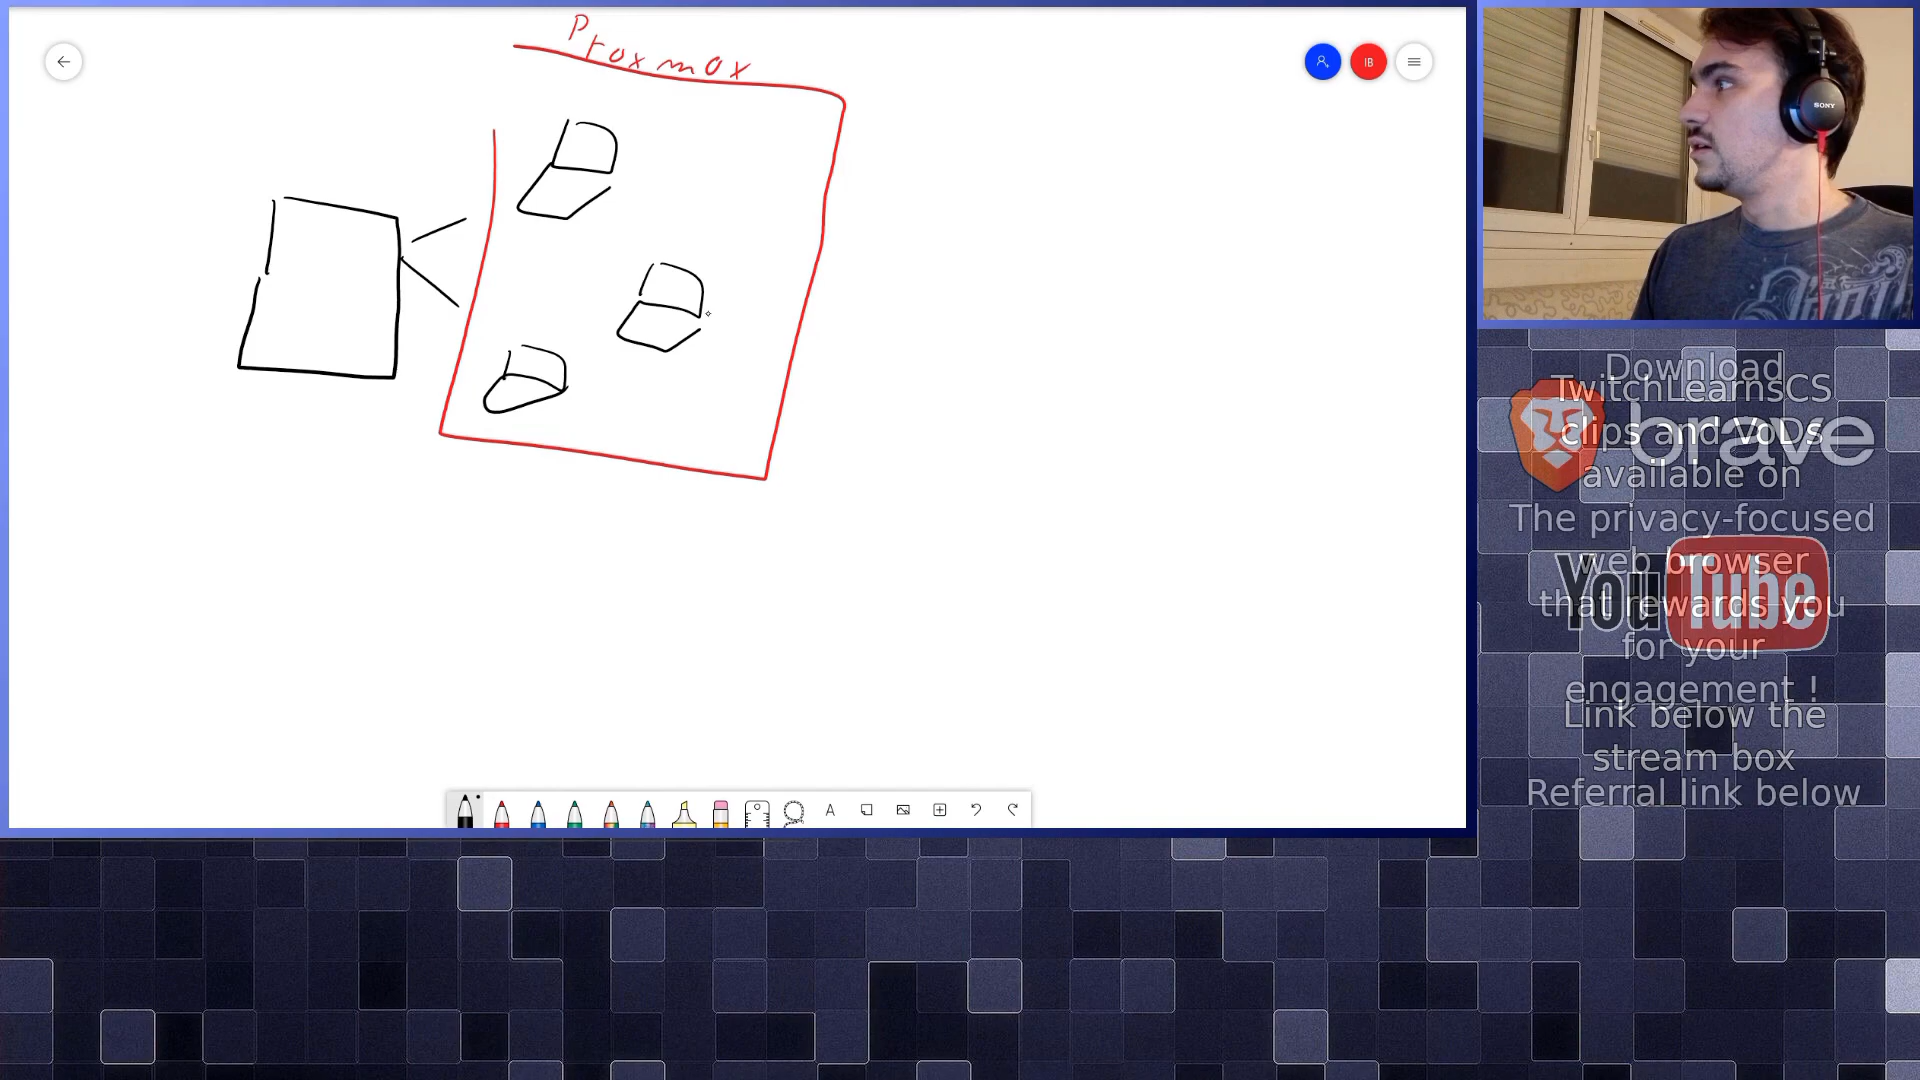 Proxmox
IB
SONY
A
Download
TwitchLearnsCS
clips and VoDs
brave
available on
The privacy-focused
web browser
YouTube
that rewards you
for your
engagement !
Link below the
stream box
Referral link below